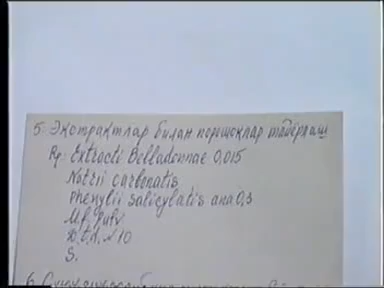 5. Экстрактлар билан порошоклар тайёрлаш
Rp: Extracti Belladonnae 0,015
Natrii carbonatis
Phenylii salicylatis ana 0,3
M.f. pulv
D.t.d. N 10
S.
6.